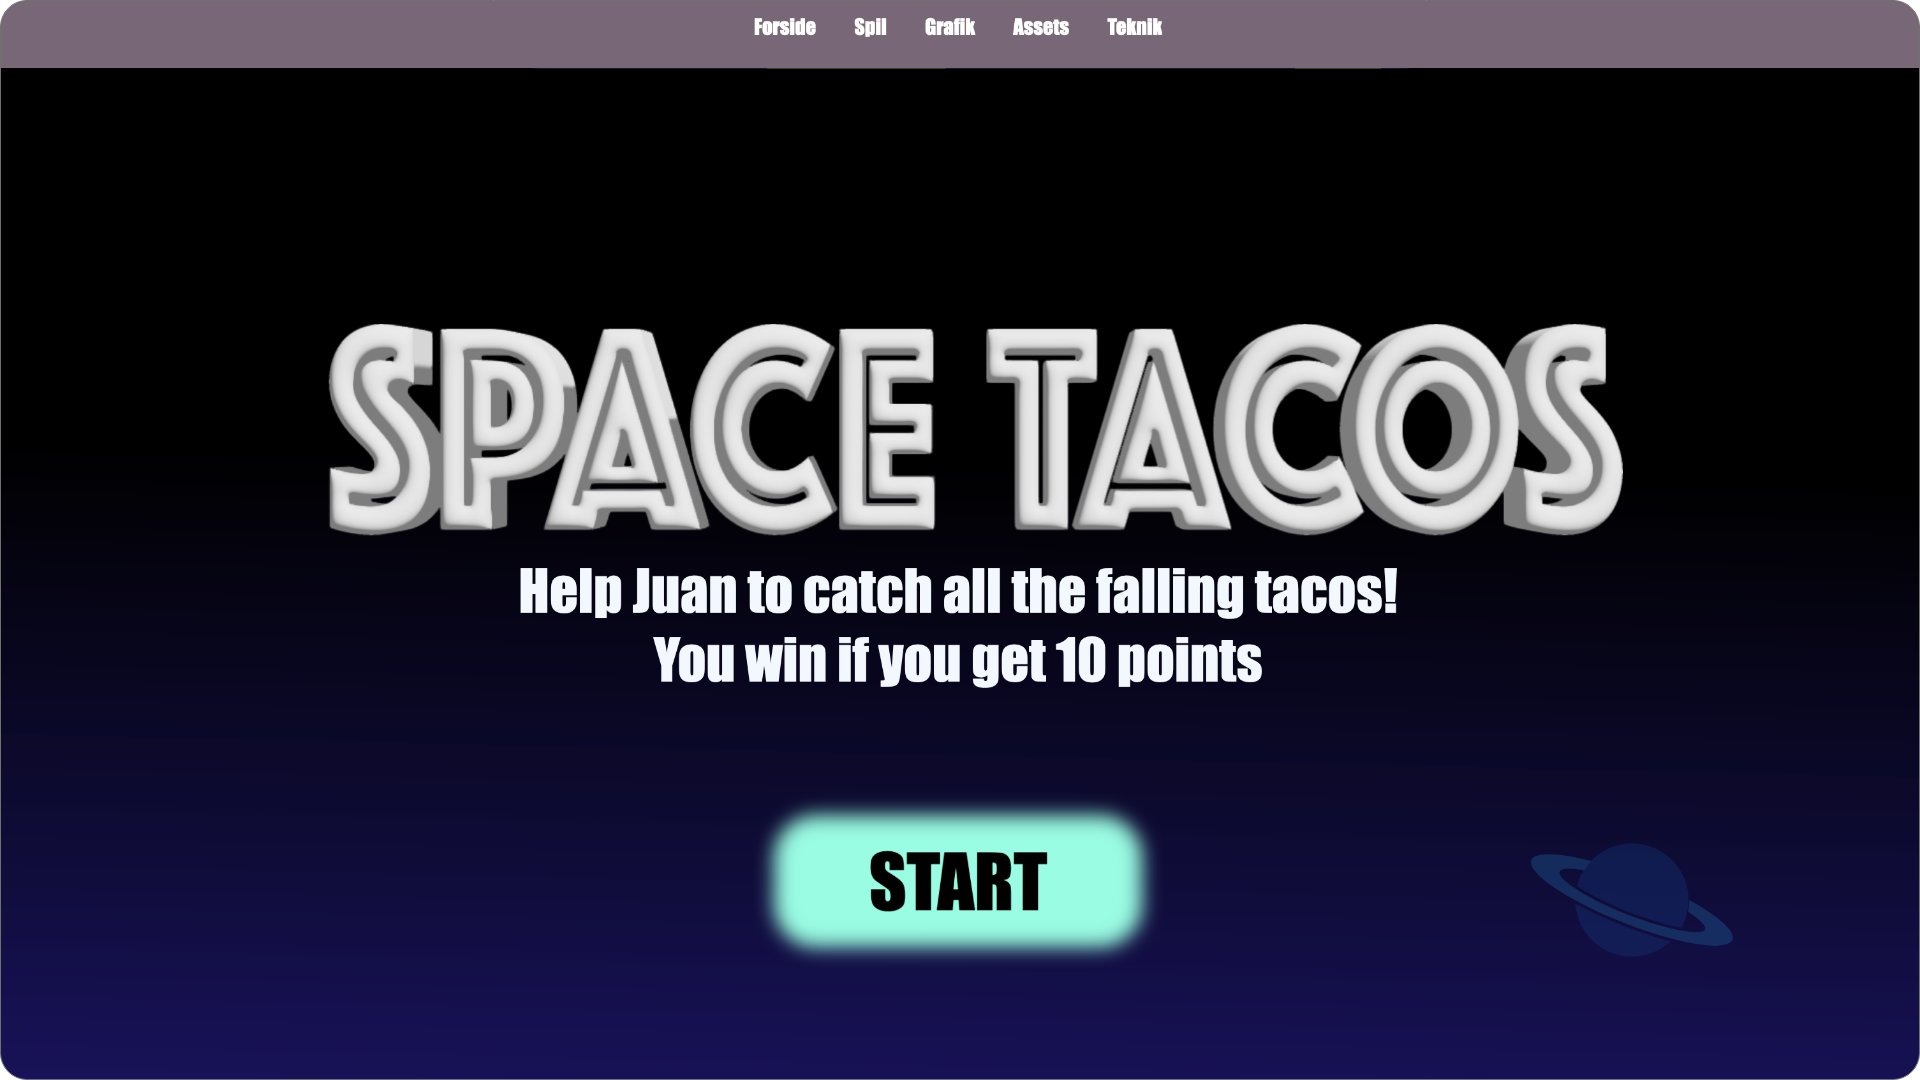 Forside Spil Grafik Assets Teknik
SPACE TACOS
Help Juan to catch all the falling tacos!
You win if you get 10 points
START